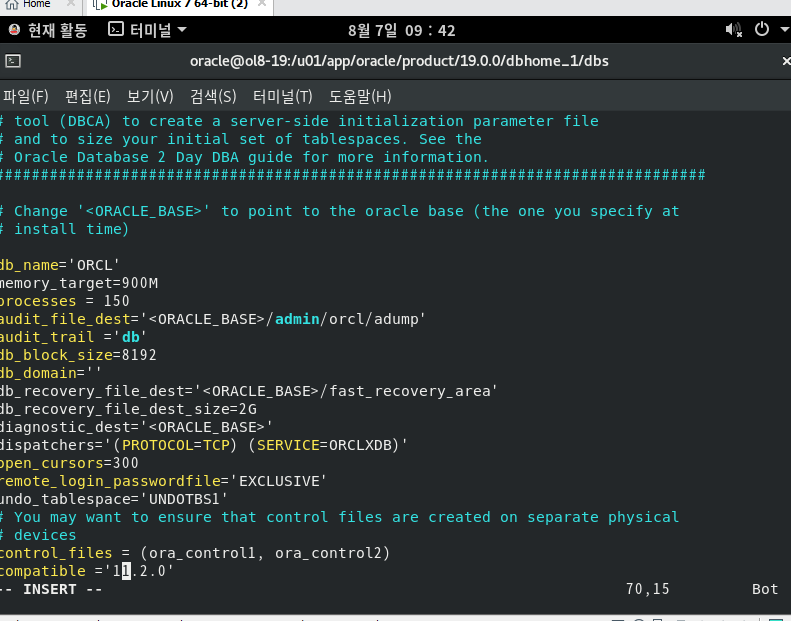 Home
Oracle Linux 7 64-bit (2)
현재 활동
터미널
8월 7일 09 : 42
oracle@ol8-19:/u01/app/oracle/product/19.0.0/dbhome_1/dbs
파일(F) 편집(E) 보기(V) 검색(S) 터미널(T) 도움말(H)
# tool (DBCA) to create a server-side initialization parameter file
# and to size your initial set of tablespaces. See the
# Oracle Database 2 Day DBA guide for more information.
###############################################################################
# Change '<ORACLE_BASE>' to point to the oracle base (the one you specify at
# install time)
db_name='ORCL'
memory_target=900M
processes = 150
audit_file_dest='<ORACLE_BASE>/admin/orcl/adump'
audit_trail ='db'
db_block_size=8192
db_domain=''
db_recovery_file_dest='<ORACLE_BASE>/fast_recovery_area'
db_recovery_file_dest_size=2G
diagnostic_dest='<ORACLE_BASE>'
dispatchers='(PROTOCOL=TCP) (SERVICE=ORCLXDB)'
open_cursors=300
remote_login_passwordfile='EXCLUSIVE'
undo_tablespace='UNDOTBS1'
# You may want to ensure that control files are created on separate physical
# devices
control_files = (ora_control1, ora_control2)
compatible ='11.2.0'
-- INSERT -- 70,15 Bot